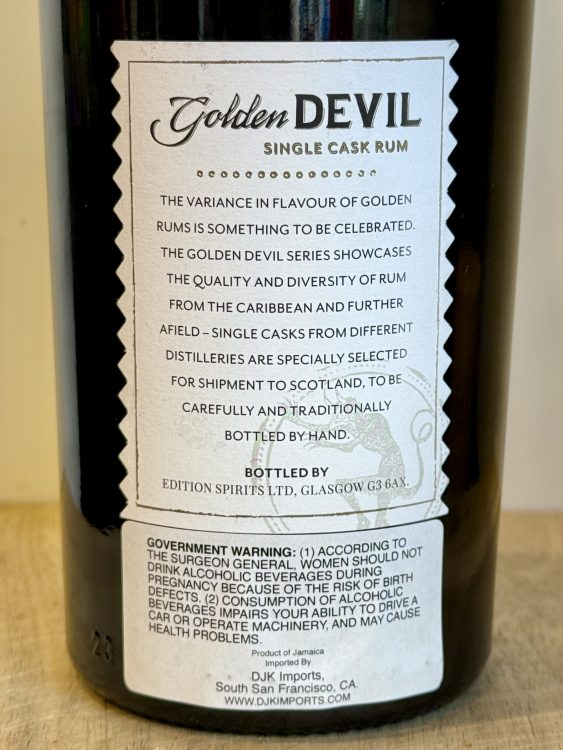 Golden DEVIL
SINGLE CASK RUM
THE VARIANCE IN FLAVOUR OF GOLDEN
RUMS IS SOMETHING TO BE CELEBRATED.
THE GOLDEN DEVIL SERIES SHOWCASES
THE QUALITY AND DIVERSITY OF RUM
FROM THE CARIBBEAN AND FURTHER
AFIELD – SINGLE CASKS FROM DIFFERENT
DISTILLERIES ARE SPECIALLY SELECTED
FOR SHIPMENT TO SCOTLAND, TO BE
CAREFULLY AND TRADITIONALLY
BOTTLED BY HAND.
BOTTLED BY
EDITION SPIRITS LTD, GLASGOW G3 6AX.
GOVERNMENT WARNING: (1) ACCORDING TO
THE SURGEON GENERAL, WOMEN SHOULD NOT
DRINK ALCOHOLIC BEVERAGES DURING
PREGNANCY BECAUSE OF THE RISK OF BIRTH
DEFECTS. (2) CONSUMPTION OF ALCOHOLIC
BEVERAGES IMPAIRS YOUR ABILITY TO DRIVE A
CAR OR OPERATE MACHINERY, AND MAY CAUSE
HEALTH PROBLEMS.
Product of Jamaica
Imported By
DJK Imports,
South San Francisco, CA.
WWW.DJKIMPORTS.COM
23